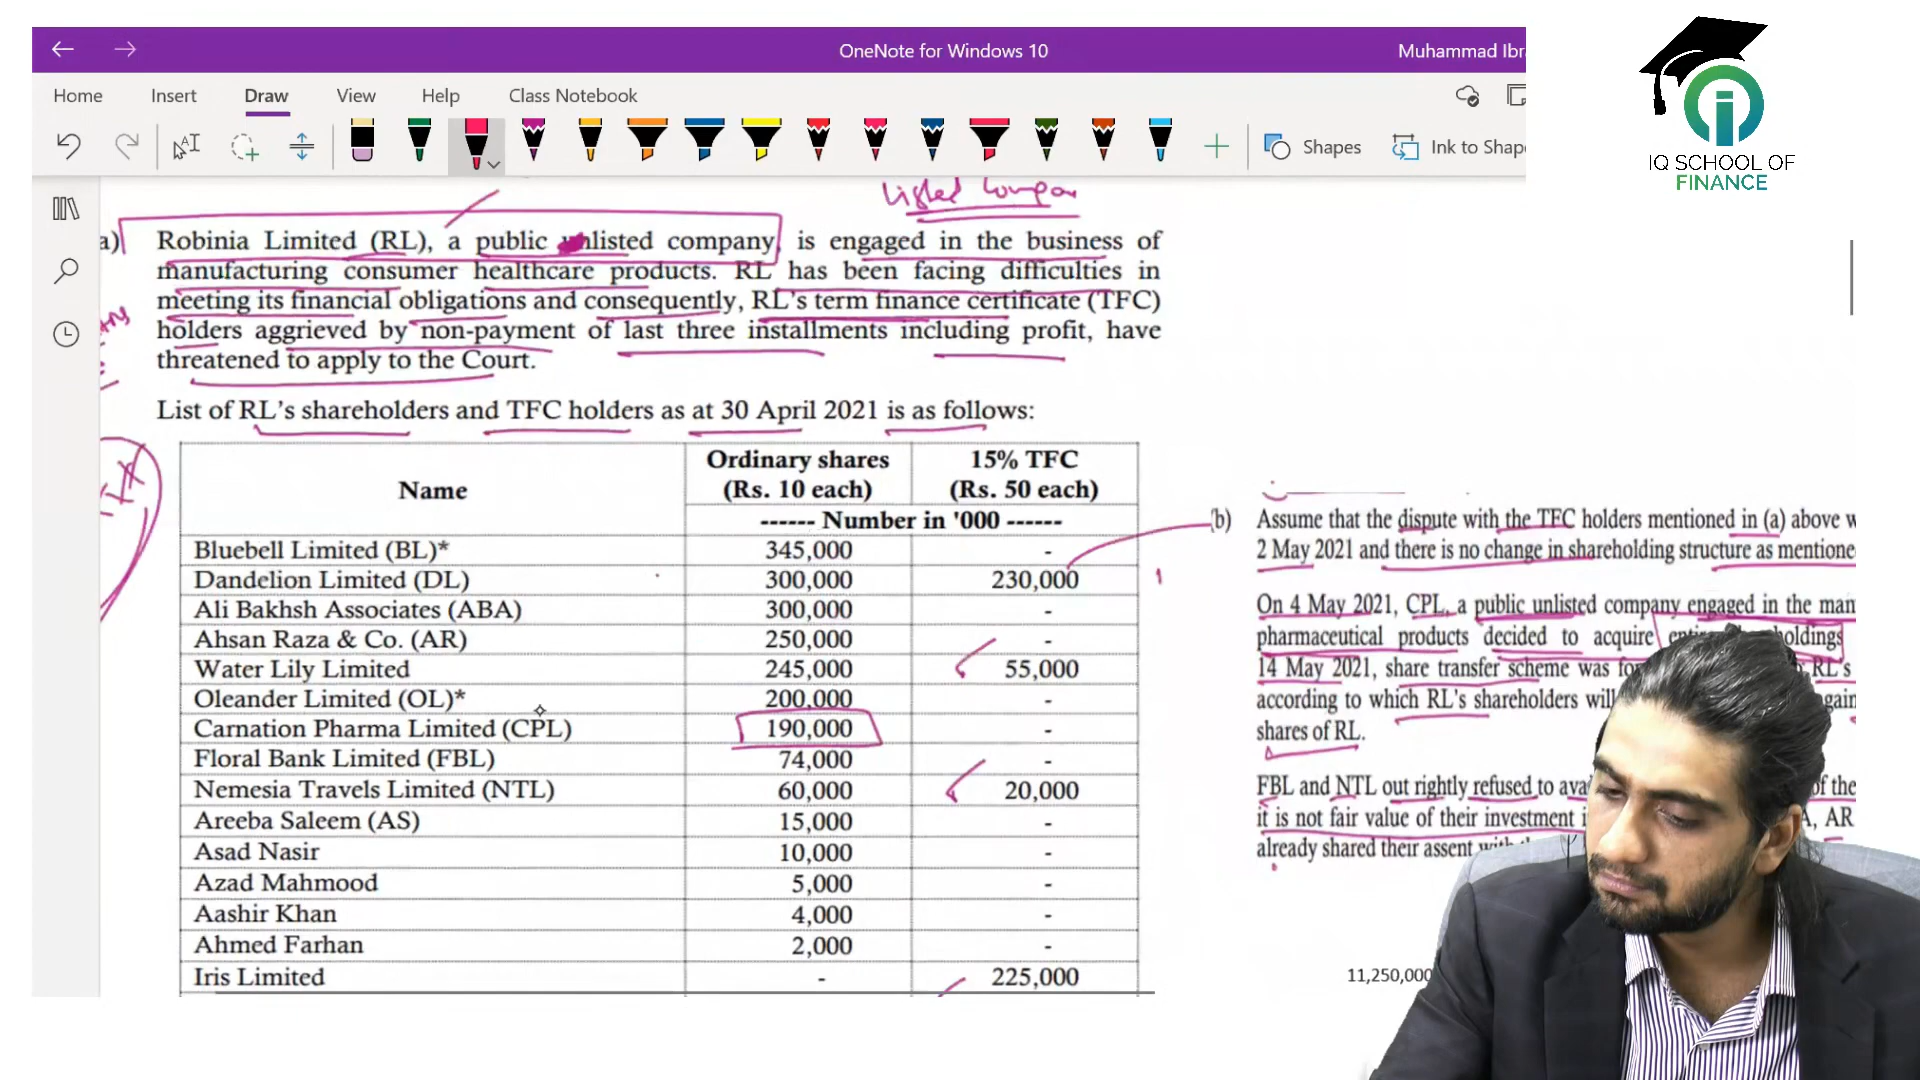 OneNote for Windows 10
Muhammad Ibr
Home Insert Draw View Help Class Notebook
Shapes
Ink to Shap
IQ SCHOOL OF
FINANCE
Listed Compan
a) Robinia Limited (RL), a public unlisted company, is engaged in the business of
manufacturing consumer healthcare products. RL has been facing difficulties in
meeting its financial obligations and consequently, RL's term finance certificate (TFC)
holders aggrieved by non-payment of last three installments including profit, have
threatened to apply to the Court.
List of RL's shareholders and TFC holders as at 30 April 2021 is as follows:
Name Ordinary shares (Rs. 10 each) 15% TFC (Rs. 50 each)
------ Number in '000 ------
Bluebell Limited (BL)* 345,000 -
Dandelion Limited (DL) 300,000 230,000
Ali Bakhsh Associates (ABA) 300,000 -
Ahsan Raza & Co. (AR) 250,000 -
Water Lily Limited 245,000 55,000
Oleander Limited (OL)* 200,000 -
Carnation Pharma Limited (CPL) 190,000 -
Floral Bank Limited (FBL) 74,000 -
Nemesia Travels Limited (NTL) 60,000 20,000
Areeba Saleem (AS) 15,000 -
Asad Nasir 10,000 -
Azad Mahmood 5,000 -
Aashir Khan 4,000 -
Ahmed Farhan 2,000 -
Iris Limited - 225,000
(b) Assume that the dispute with the TFC holders mentioned in (a) above w
2 May 2021 and there is no change in shareholding structure as mentione
On 4 May 2021, CPL, a public unlisted company engaged in the man
pharmaceutical products decided to acquire holdings
14 May 2021, share transfer scheme was RL's
according to which RL's shareholders will again
shares of RL.
FBL and NTL out rightly refused to of the
it is not fair value of their investment , AR
already shared their assent
11,250,000